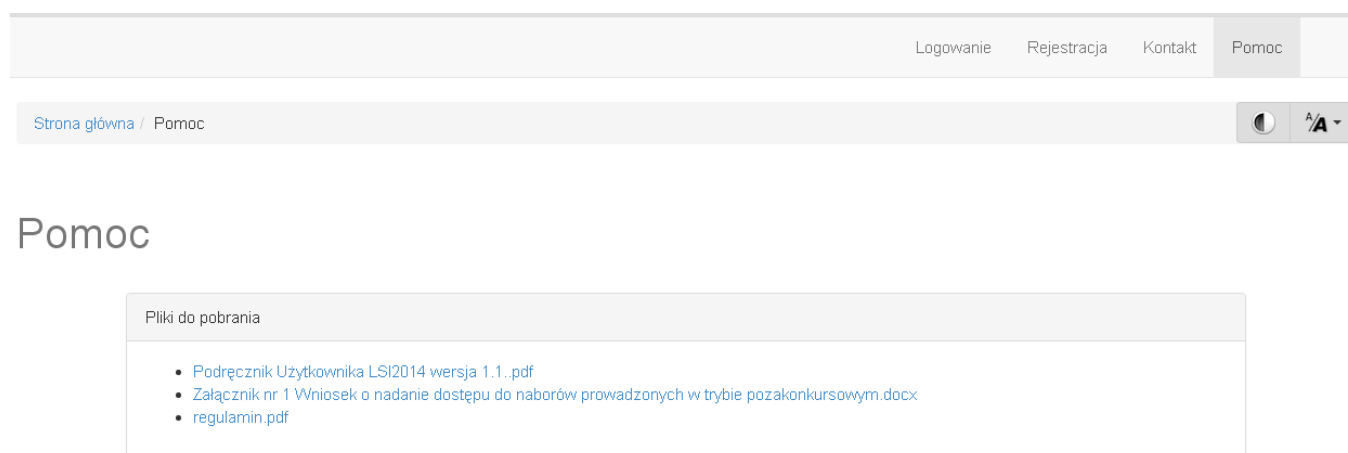 Logowanie Rejestracja Kontakt Pomoc
Strona główna / Pomoc
A/A
Pomoc
Pliki do pobrania
Podręcznik Użytkownika LSI2014 wersja 1.1..pdf
Załącznik nr 1 Wniosek o nadanie dostępu do naborów prowadzonych w trybie pozakonkursowym.docx
regulamin.pdf